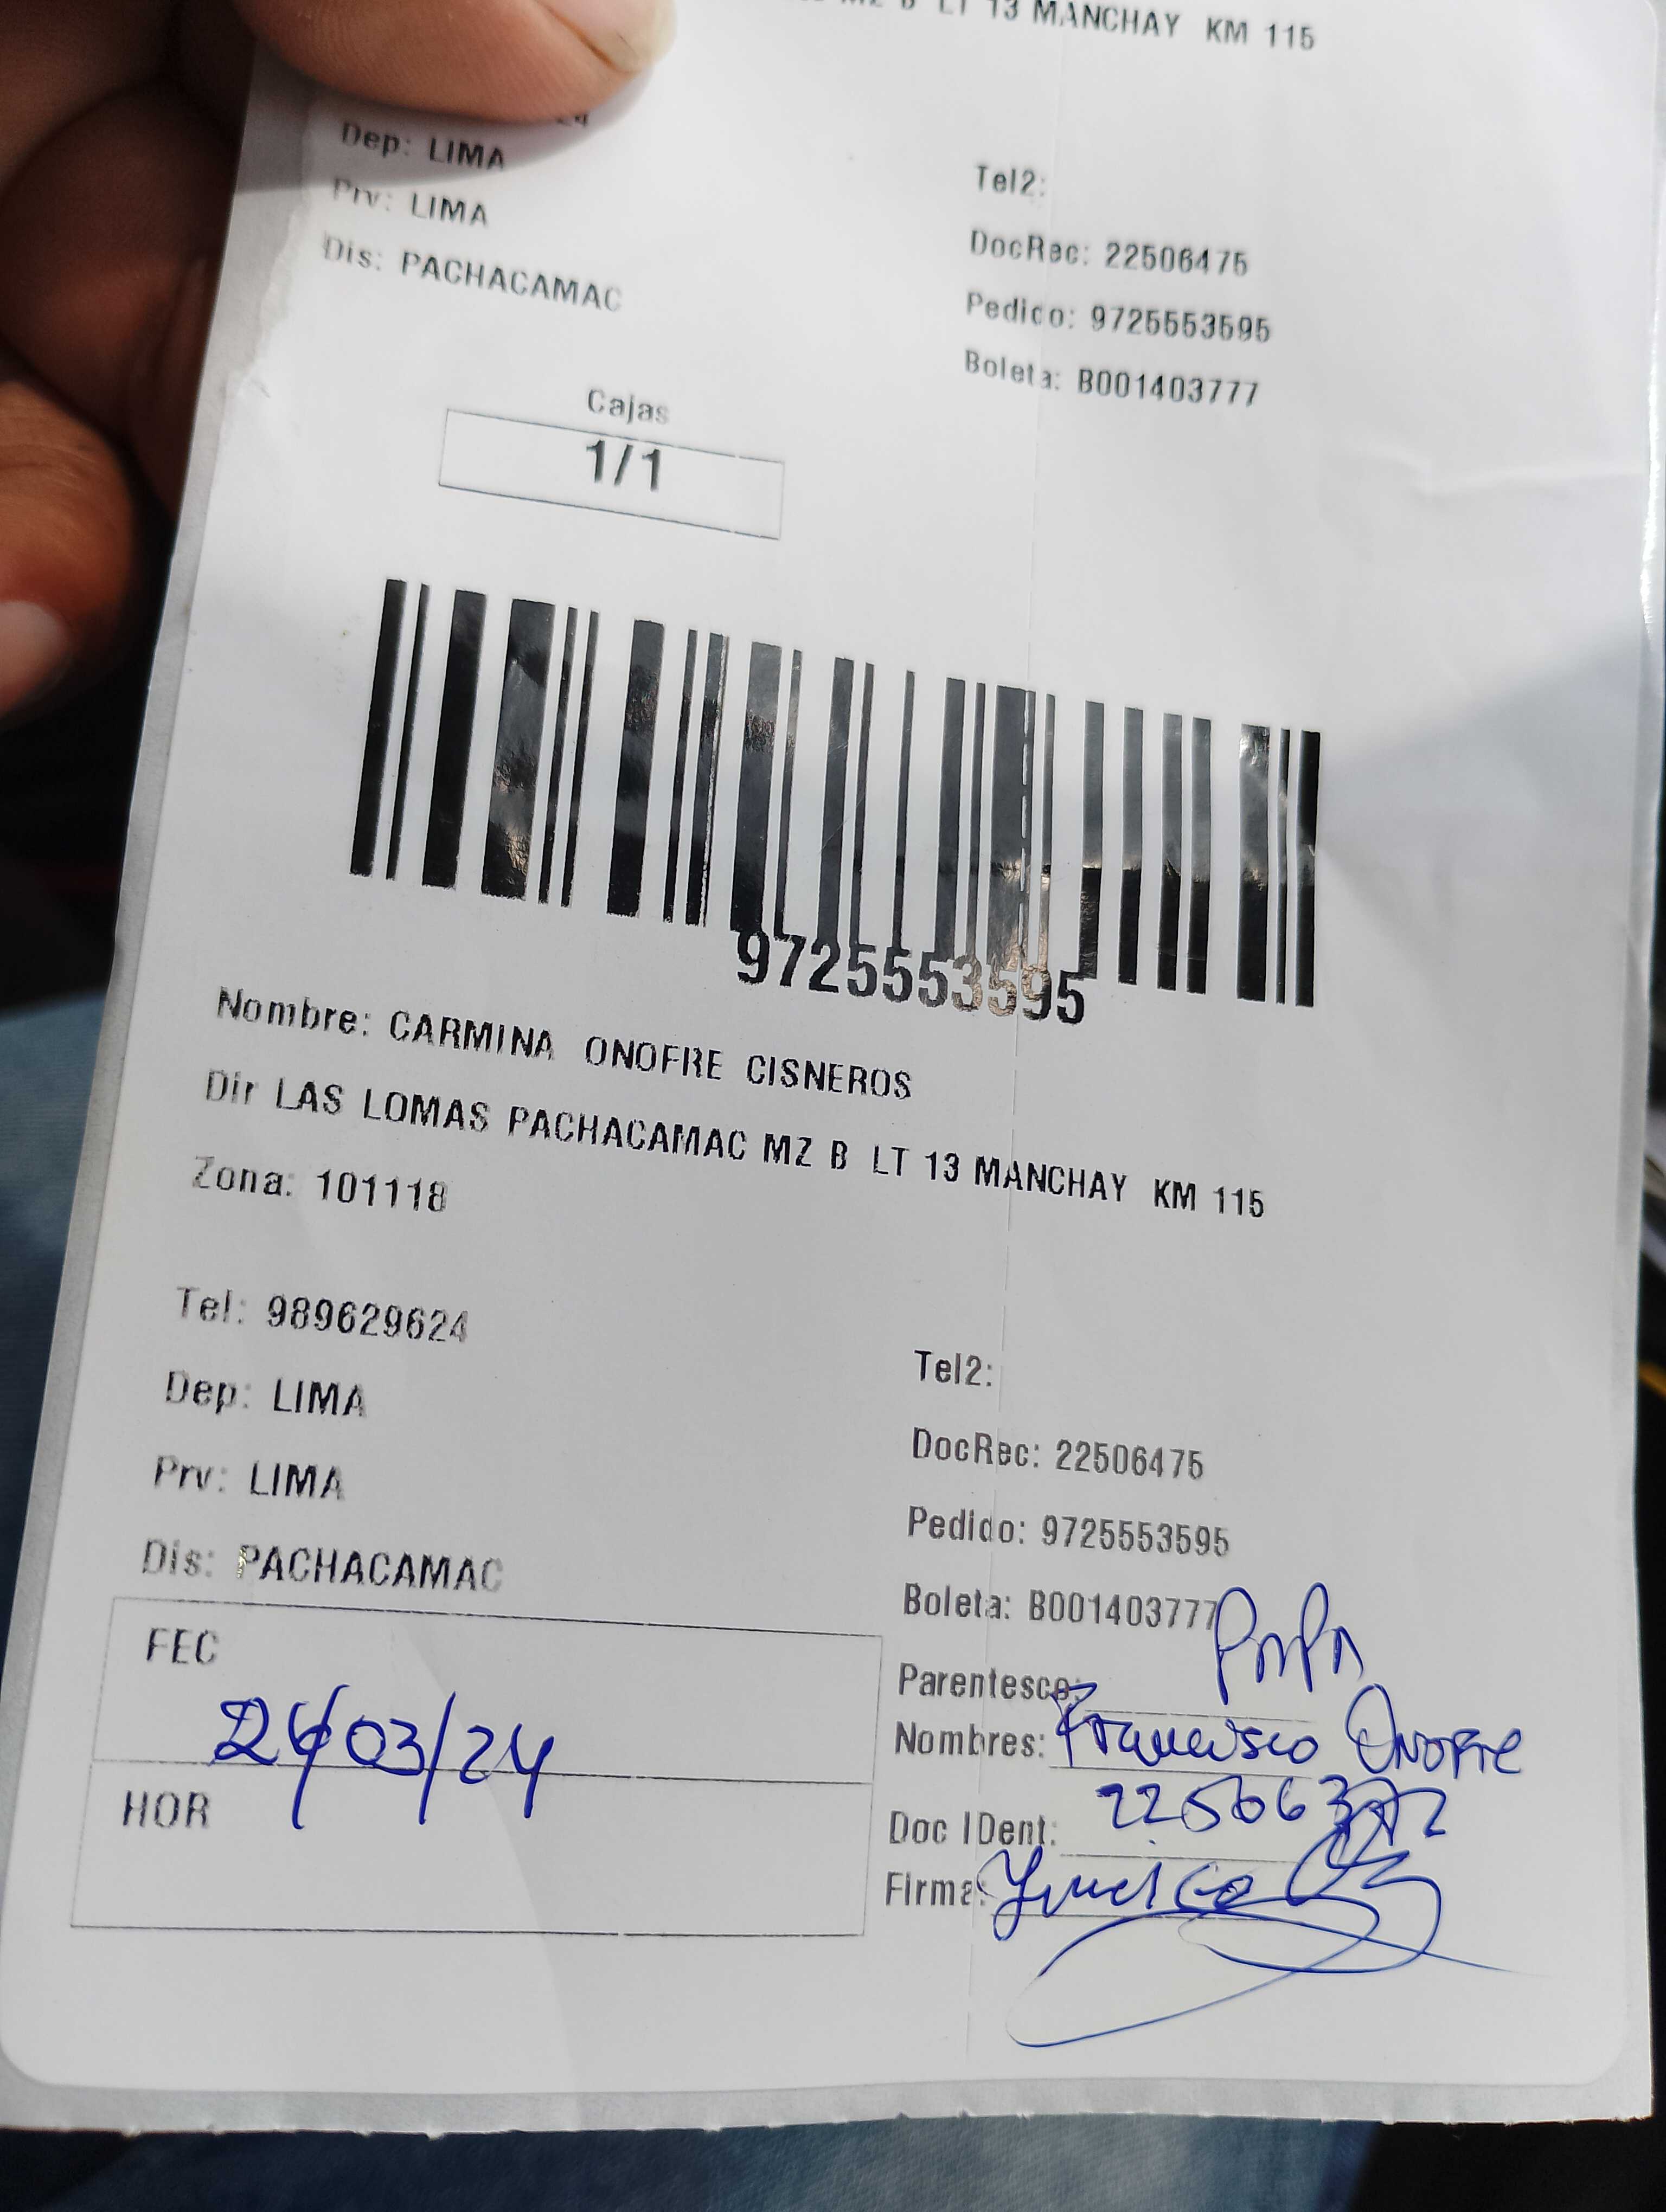 MZ B LT 13 MANCHAY KM 115
Dep: LIMA
Prv: LIMA
Dis: PACHACAMAC
Tel2:
DocRec: 22506475
Pedido: 9725553595
Boleta: B001403777
Cajas
1/1
9725553595
Nombre: CARMINA ONOFRE CISNEROS
Dir LAS LOMAS PACHACAMAC MZ B LT 13 MANCHAY KM 115
Zona: 101118
Tel: 989629624
Dep: LIMA
Prv: LIMA
Dis: PACHACAMAC
Tel2:
DocRec: 22506475
Pedido: 9725553595
Boleta: B001403777
FEC
/03/24
HOR
Parentesco: PAPA
Nombres: Francisco Onofre
Doc IDent:
Firma: